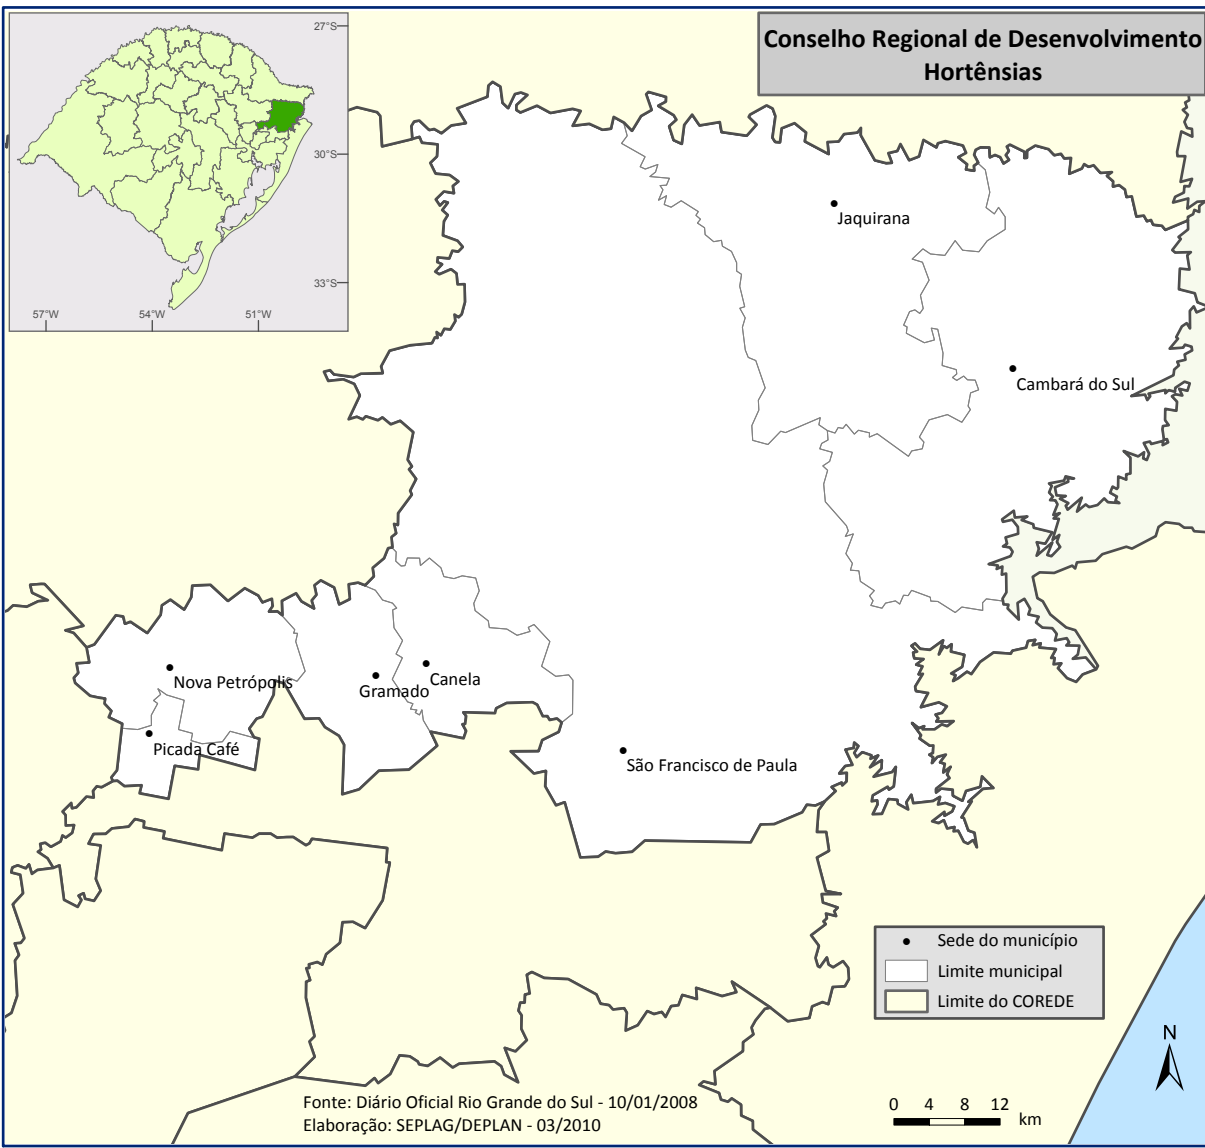 Conselho Regional de Desenvolvimento
Hortênsias
27°S
30°S
33°S
57°W
54°W
51°W
Jaquirana
Cambará do Sul
Nova Petrópolis
Gramado
Canela
Picada Café
São Francisco de Paula
Sede do município
Limite municipal
Limite do COREDE
N
0 4 8 12
km
Fonte: Diário Oficial Rio Grande do Sul - 10/01/2008
Elaboração: SEPLAG/DEPLAN - 03/2010